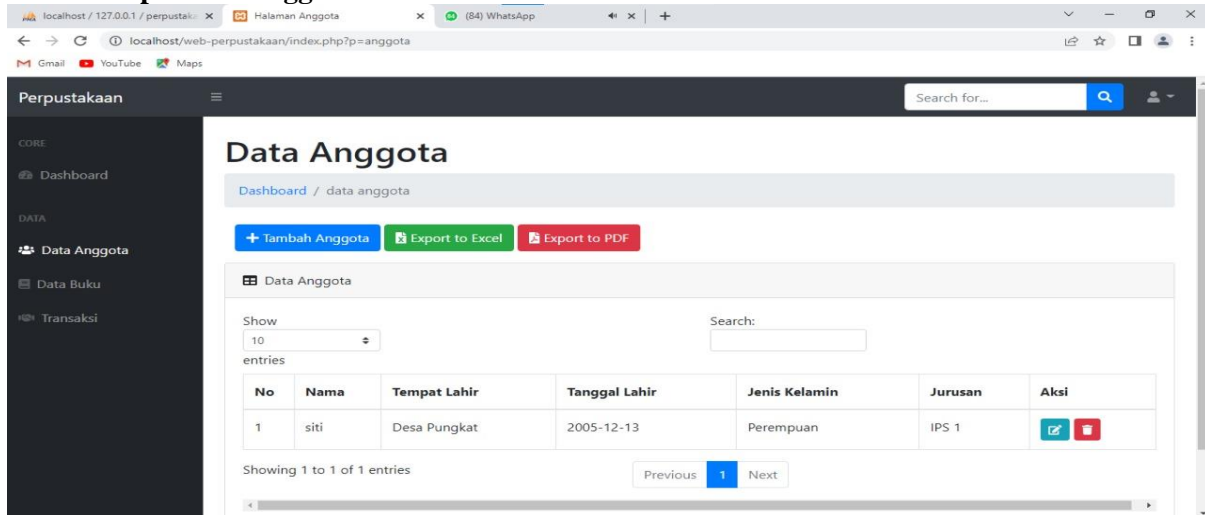 localhost / 127.0.0.1 / perpustaka
Halaman Anggota
(84) WhatsApp
localhost/web-perpustakaan/index.php?p=anggota
Gmail YouTube Maps
Perpustakaan
Search for...
CORE
Dashboard
DATA
Data Anggota
Data Buku
Transaksi
Data Anggota
Dashboard / data anggota
+ Tambah Anggota Export to Excel Export to PDF
Data Anggota
Show
10
entries
Search:
No Nama Tempat Lahir Tanggal Lahir Jenis Kelamin Jurusan Aksi
1 siti Desa Pungkat 2005-12-13 Perempuan IPS 1
Showing 1 to 1 of 1 entries
Previous 1 Next